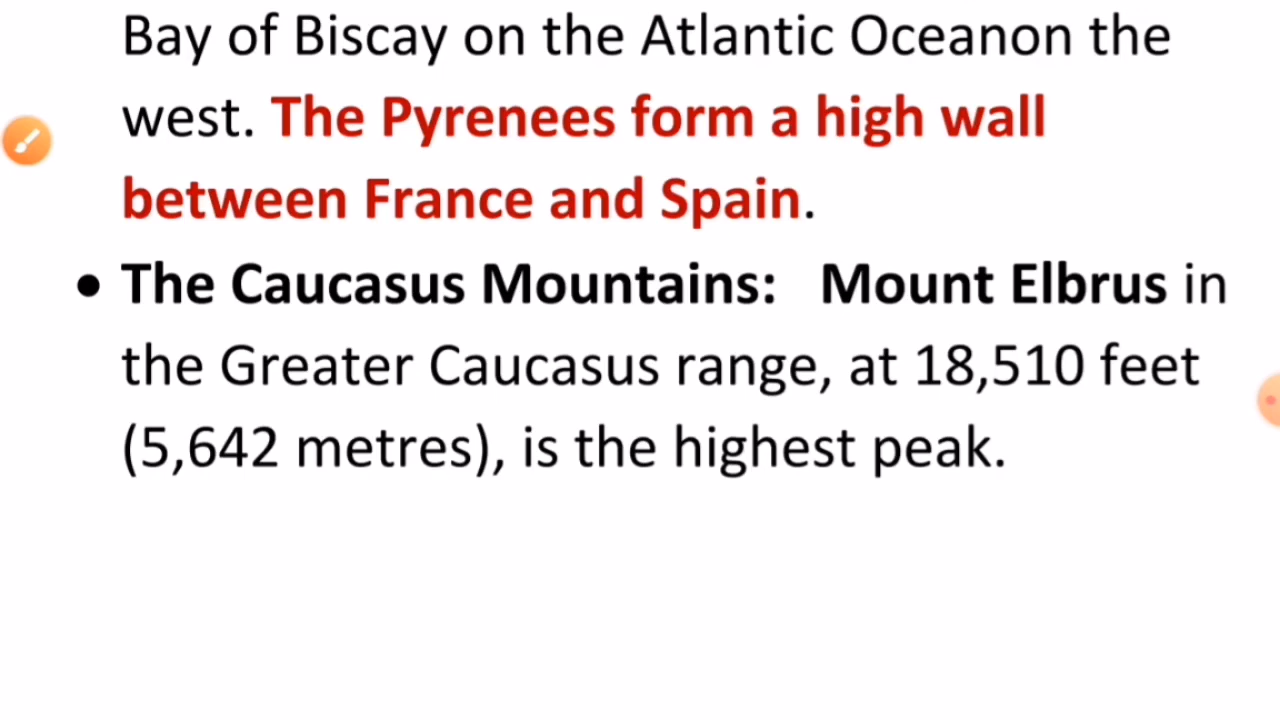 Bay of Biscay on the Atlantic Oceanon the
west. The Pyrenees form a high wall
between France and Spain.
• The Caucasus Mountains:   Mount Elbrus in
the Greater Caucasus range, at 18,510 feet
(5,642 metres), is the highest peak.